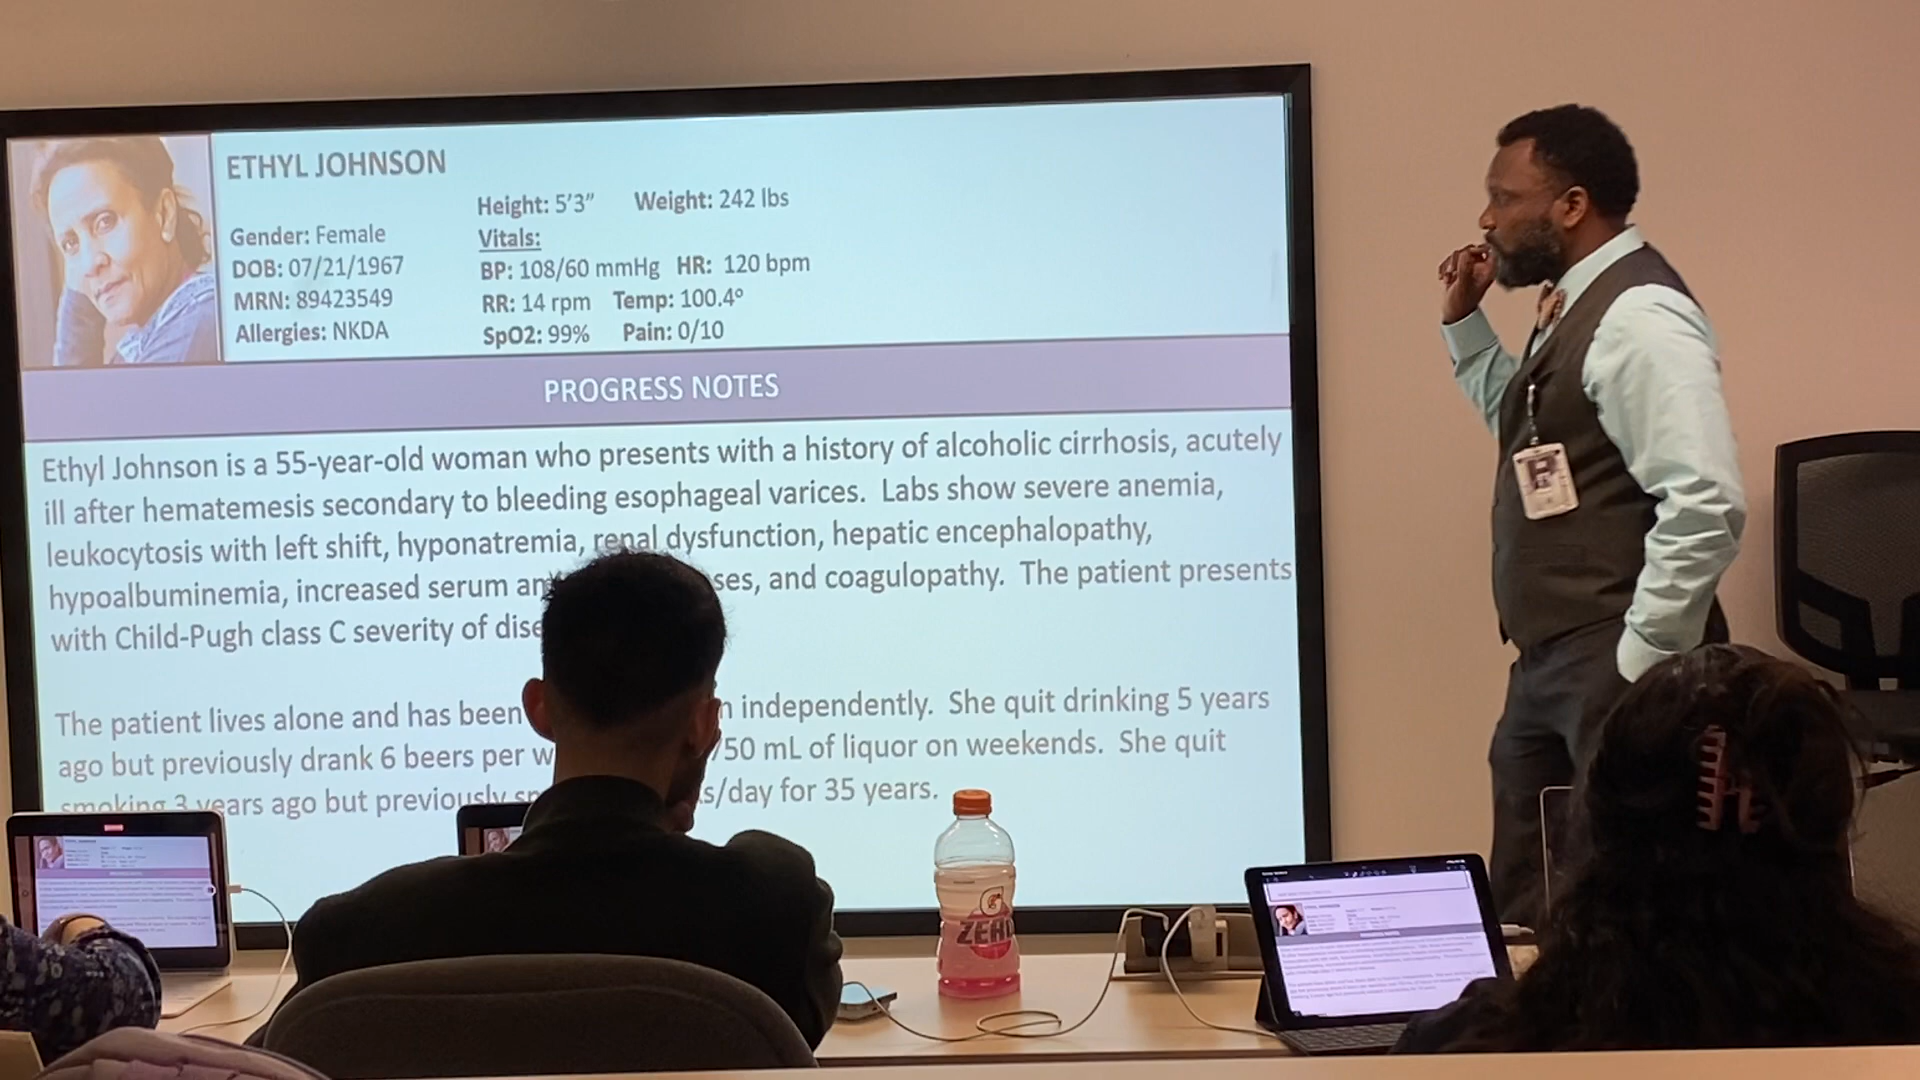 ETHYL JOHNSON
Height: 5'3" Weight: 242 lbs
Gender: Female
Vitals:
DOB: 07/21/1967
BP: 108/60 mmHg HR: 120 bpm
MRN: 89423549
RR: 14 rpm Temp: 100.4°
Allergies: NKDA
SpO2: 99% Pain: 0/10
PROGRESS NOTES
Ethyl Johnson is a 55-year-old woman who presents with a history of alcoholic cirrhosis, acutely
ill after hematemesis secondary to bleeding esophageal varices. Labs show severe anemia,
leukocytosis with left shift, hyponatremia, renal dysfunction, hepatic encephalopathy,
hypoalbuminemia, increased serum and coagulopathy. The patient presents
with Child-Pugh class C severity of
The patient lives alone and has been independently. She quit drinking 5 years
ago but previously drank 6 beers per 50 mL of liquor on weekends. She quit
smoking 3 years ago but previously /day for 35 years.
G
ZERO